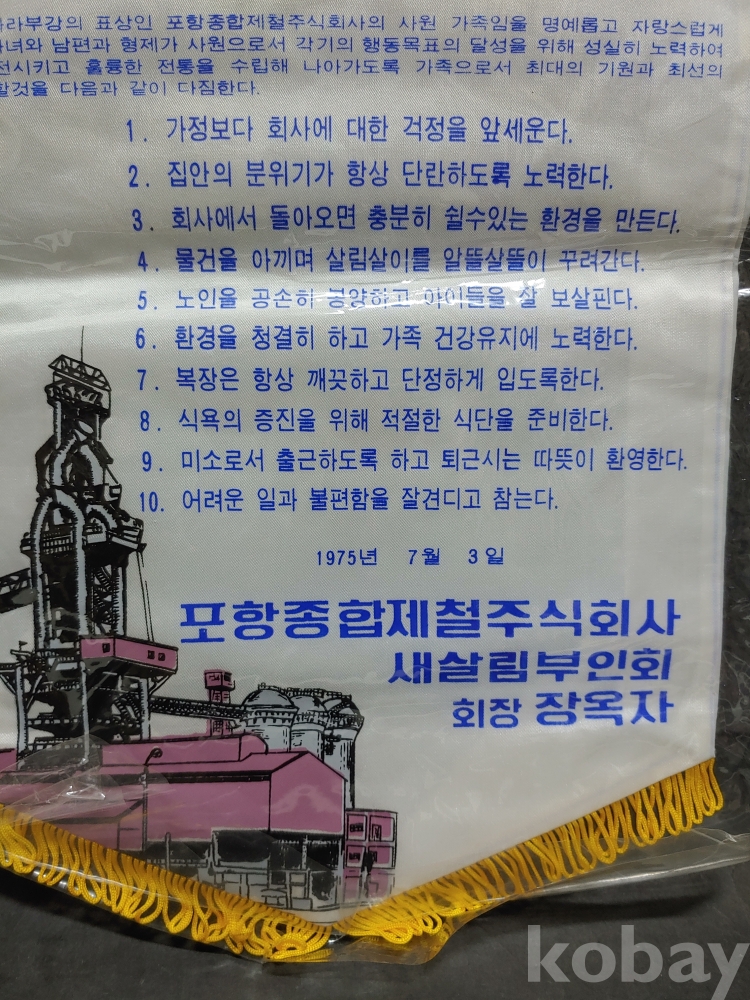 라부강의 표상인 포항종합제철주식회사의 사원 가족임을 명예롭고 자랑스럽게
녀와 남편과 형제가 사원으로서 각기의 행동목표의 달성을 위해 성실히 노력하여
전시키고 훌륭한 전통을 수립해 나아가도록 가족으로서 최대의 기원과 최선의
할것을 다음과 같이 다짐한다.
1. 가정보다 회사에 대한 걱정을 앞세운다.
2. 집안의 분위기가 항상 단란하도록 노력한다.
3. 회사에서 돌아오면 충분히 쉴수있는 환경을 만든다.
4. 물건을 아끼며 살림살이를 알뜰살뜰이 꾸려간다.
5. 노인을 공손히 봉양하고 아이들을 잘 보살핀다.
6. 환경을 청결히 하고 가족 건강유지에 노력한다.
7. 복장은 항상 깨끗하고 단정하게 입도록한다.
8. 식욕의 증진을 위해 적절한 식단을 준비한다.
9. 미소로서 출근하도록 하고 퇴근시는 따뜻이 환영한다.
10. 어려운 일과 불편함을 잘견디고 참는다.
1975년 7월 3일
포항종합제철주식회사
새살림부인회
회장 장옥자
kobay